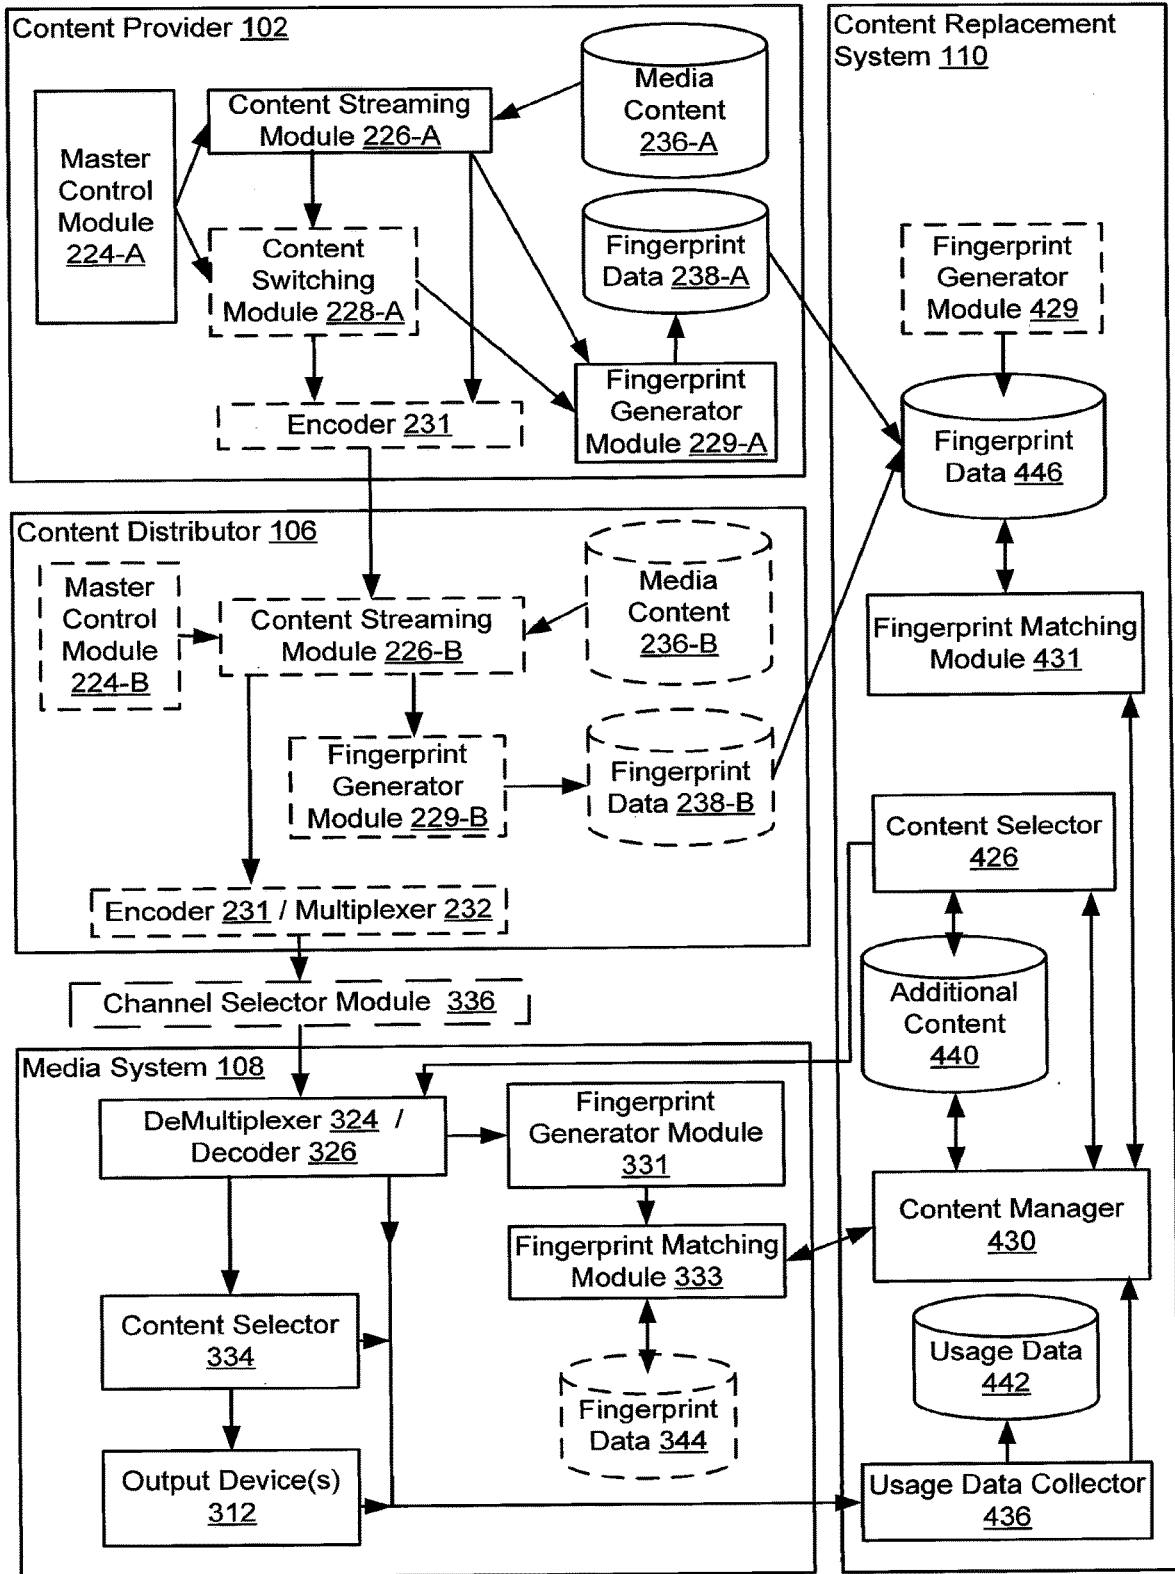 Content Provider 102
Master
Control
Module
224-A
Content Streaming
Module 226-A
Media
Content
236-A
Content
Switching
Module 228-A
Fingerprint
Data 238-A
Fingerprint
Generator
Module 229-A
Encoder 231
Content Distributor 106
Master
Control
Module
224-B
Content Streaming
Module 226-B
Media
Content
236-B
Fingerprint
Generator
Module 229-B
Fingerprint
Data 238-B
Encoder 231 / Multiplexer 232
Channel Selector Module 336
Media System 108
DeMultiplexer 324 /
Decoder 326
Fingerprint
Generator Module
331
Fingerprint Matching
Module 333
Content Selector
334
Fingerprint
Data 344
Output Device(s)
312
Content Replacement
System 110
Fingerprint
Generator
Module 429
Fingerprint
Data 446
Fingerprint Matching
Module 431
Content Selector
426
Additional
Content
440
Content Manager
430
Usage Data
442
Usage Data Collector
436